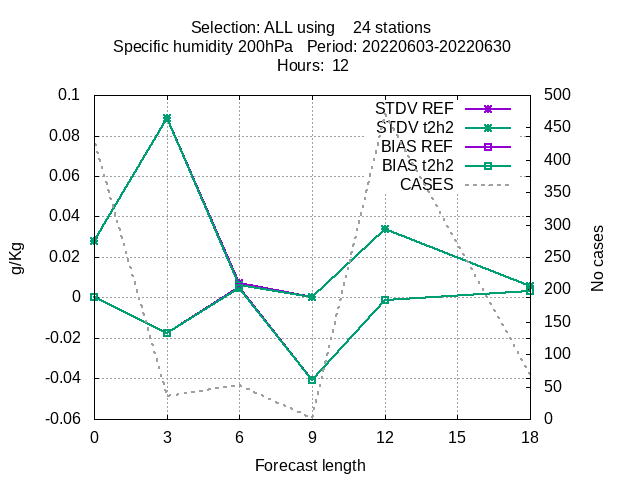 Selection: ALL using    24 stations
Specific humidity 200hPa   Period: 20220603-20220630
Hours:  12
0.1
0.08
0.06
0.04
0.02
0
-0.02
-0.04
-0.06
g/Kg
STDV REF
STDV t2h2
BIAS REF
BIAS t2h2
CASES
500
450
400
350
300
250
200
150
100
50
0
No cases
0 3 6 9 12 15 18
Forecast length